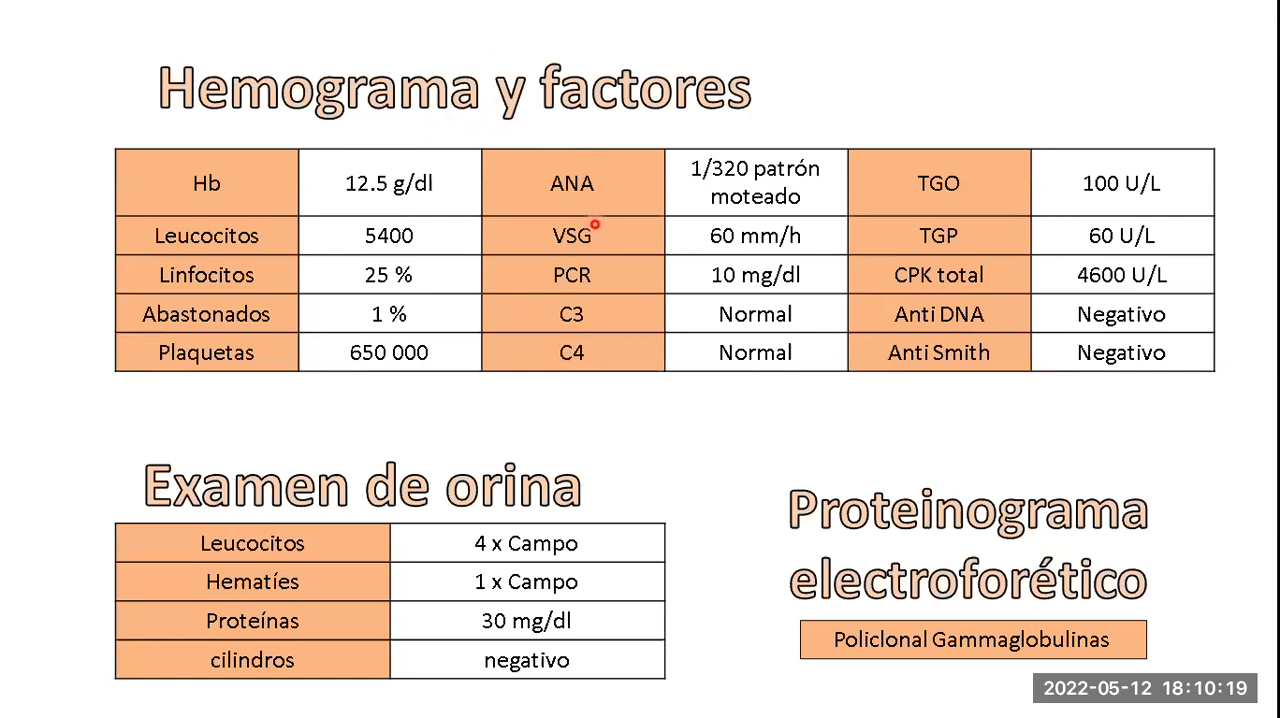 Hemograma y factores
Hb 12.5 g/dl ANA 1/320 patrón moteado TGO 100 U/L
Leucocitos 5400 VSG 60 mm/h TGP 60 U/L
Linfocitos 25 % PCR 10 mg/dl CPK total 4600 U/L
Abastonados 1 % C3 Normal Anti DNA Negativo
Plaquetas 650 000 C4 Normal Anti Smith Negativo
Examen de orina
Leucocitos 4 x Campo
Hematíes 1 x Campo
Proteínas 30 mg/dl
cilindros negativo
Proteinograma
electroforético
Policlonal Gammaglobulinas
2022-05-12 18:10:19